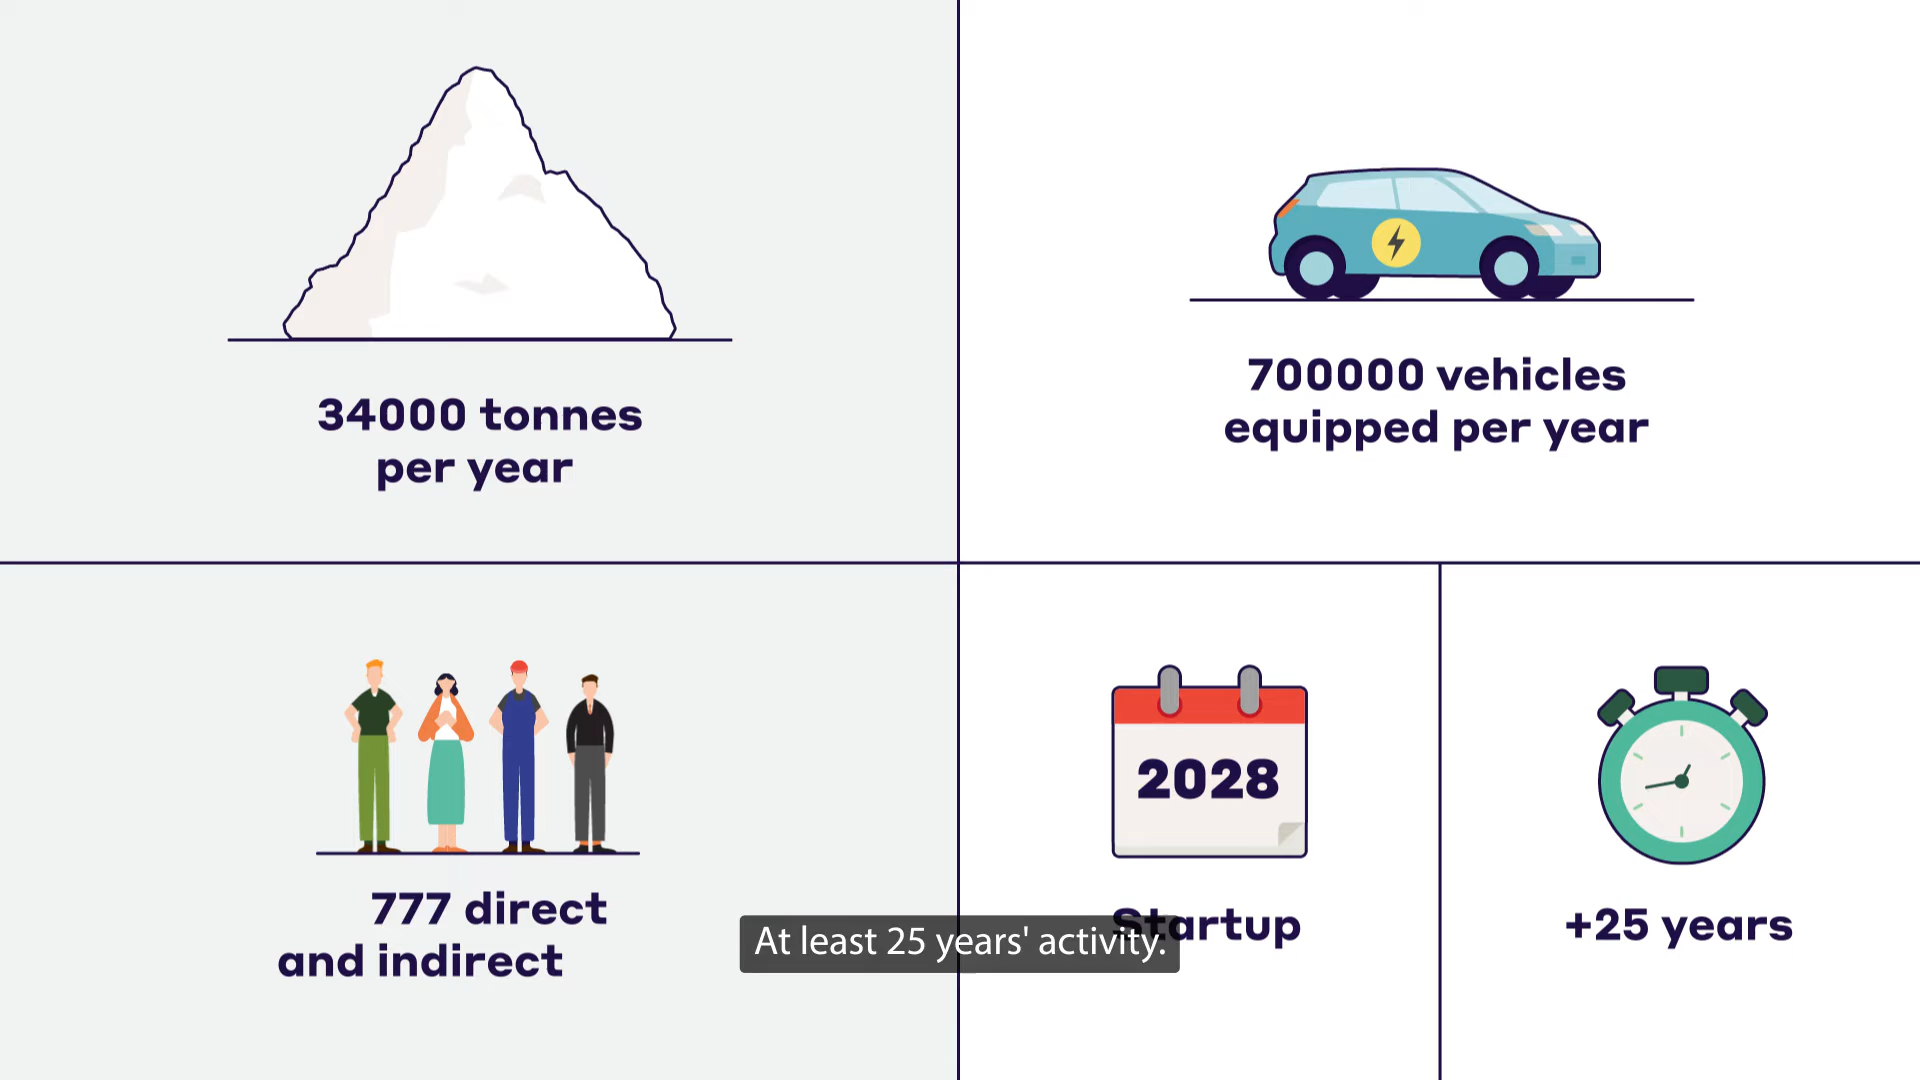 34000 tonnes
per year
700000 vehicles
equipped per year
777 direct
and indirect
2028
Startup
+25 years
At least 25 years' activity.